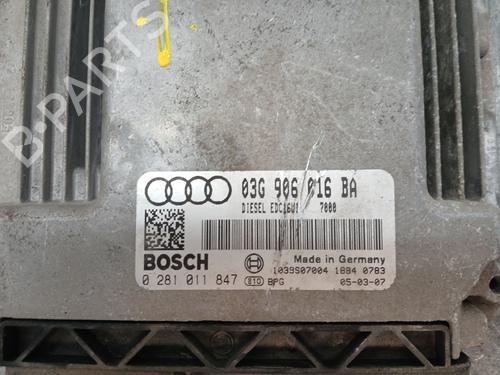 B-PARTS
03G 906 016 BA
DIESEL EDC16U1 7000
BOSCH
Made in Germany
1039S07004 1884 0783
0 281 011 847 E10 BPG 05-03-07